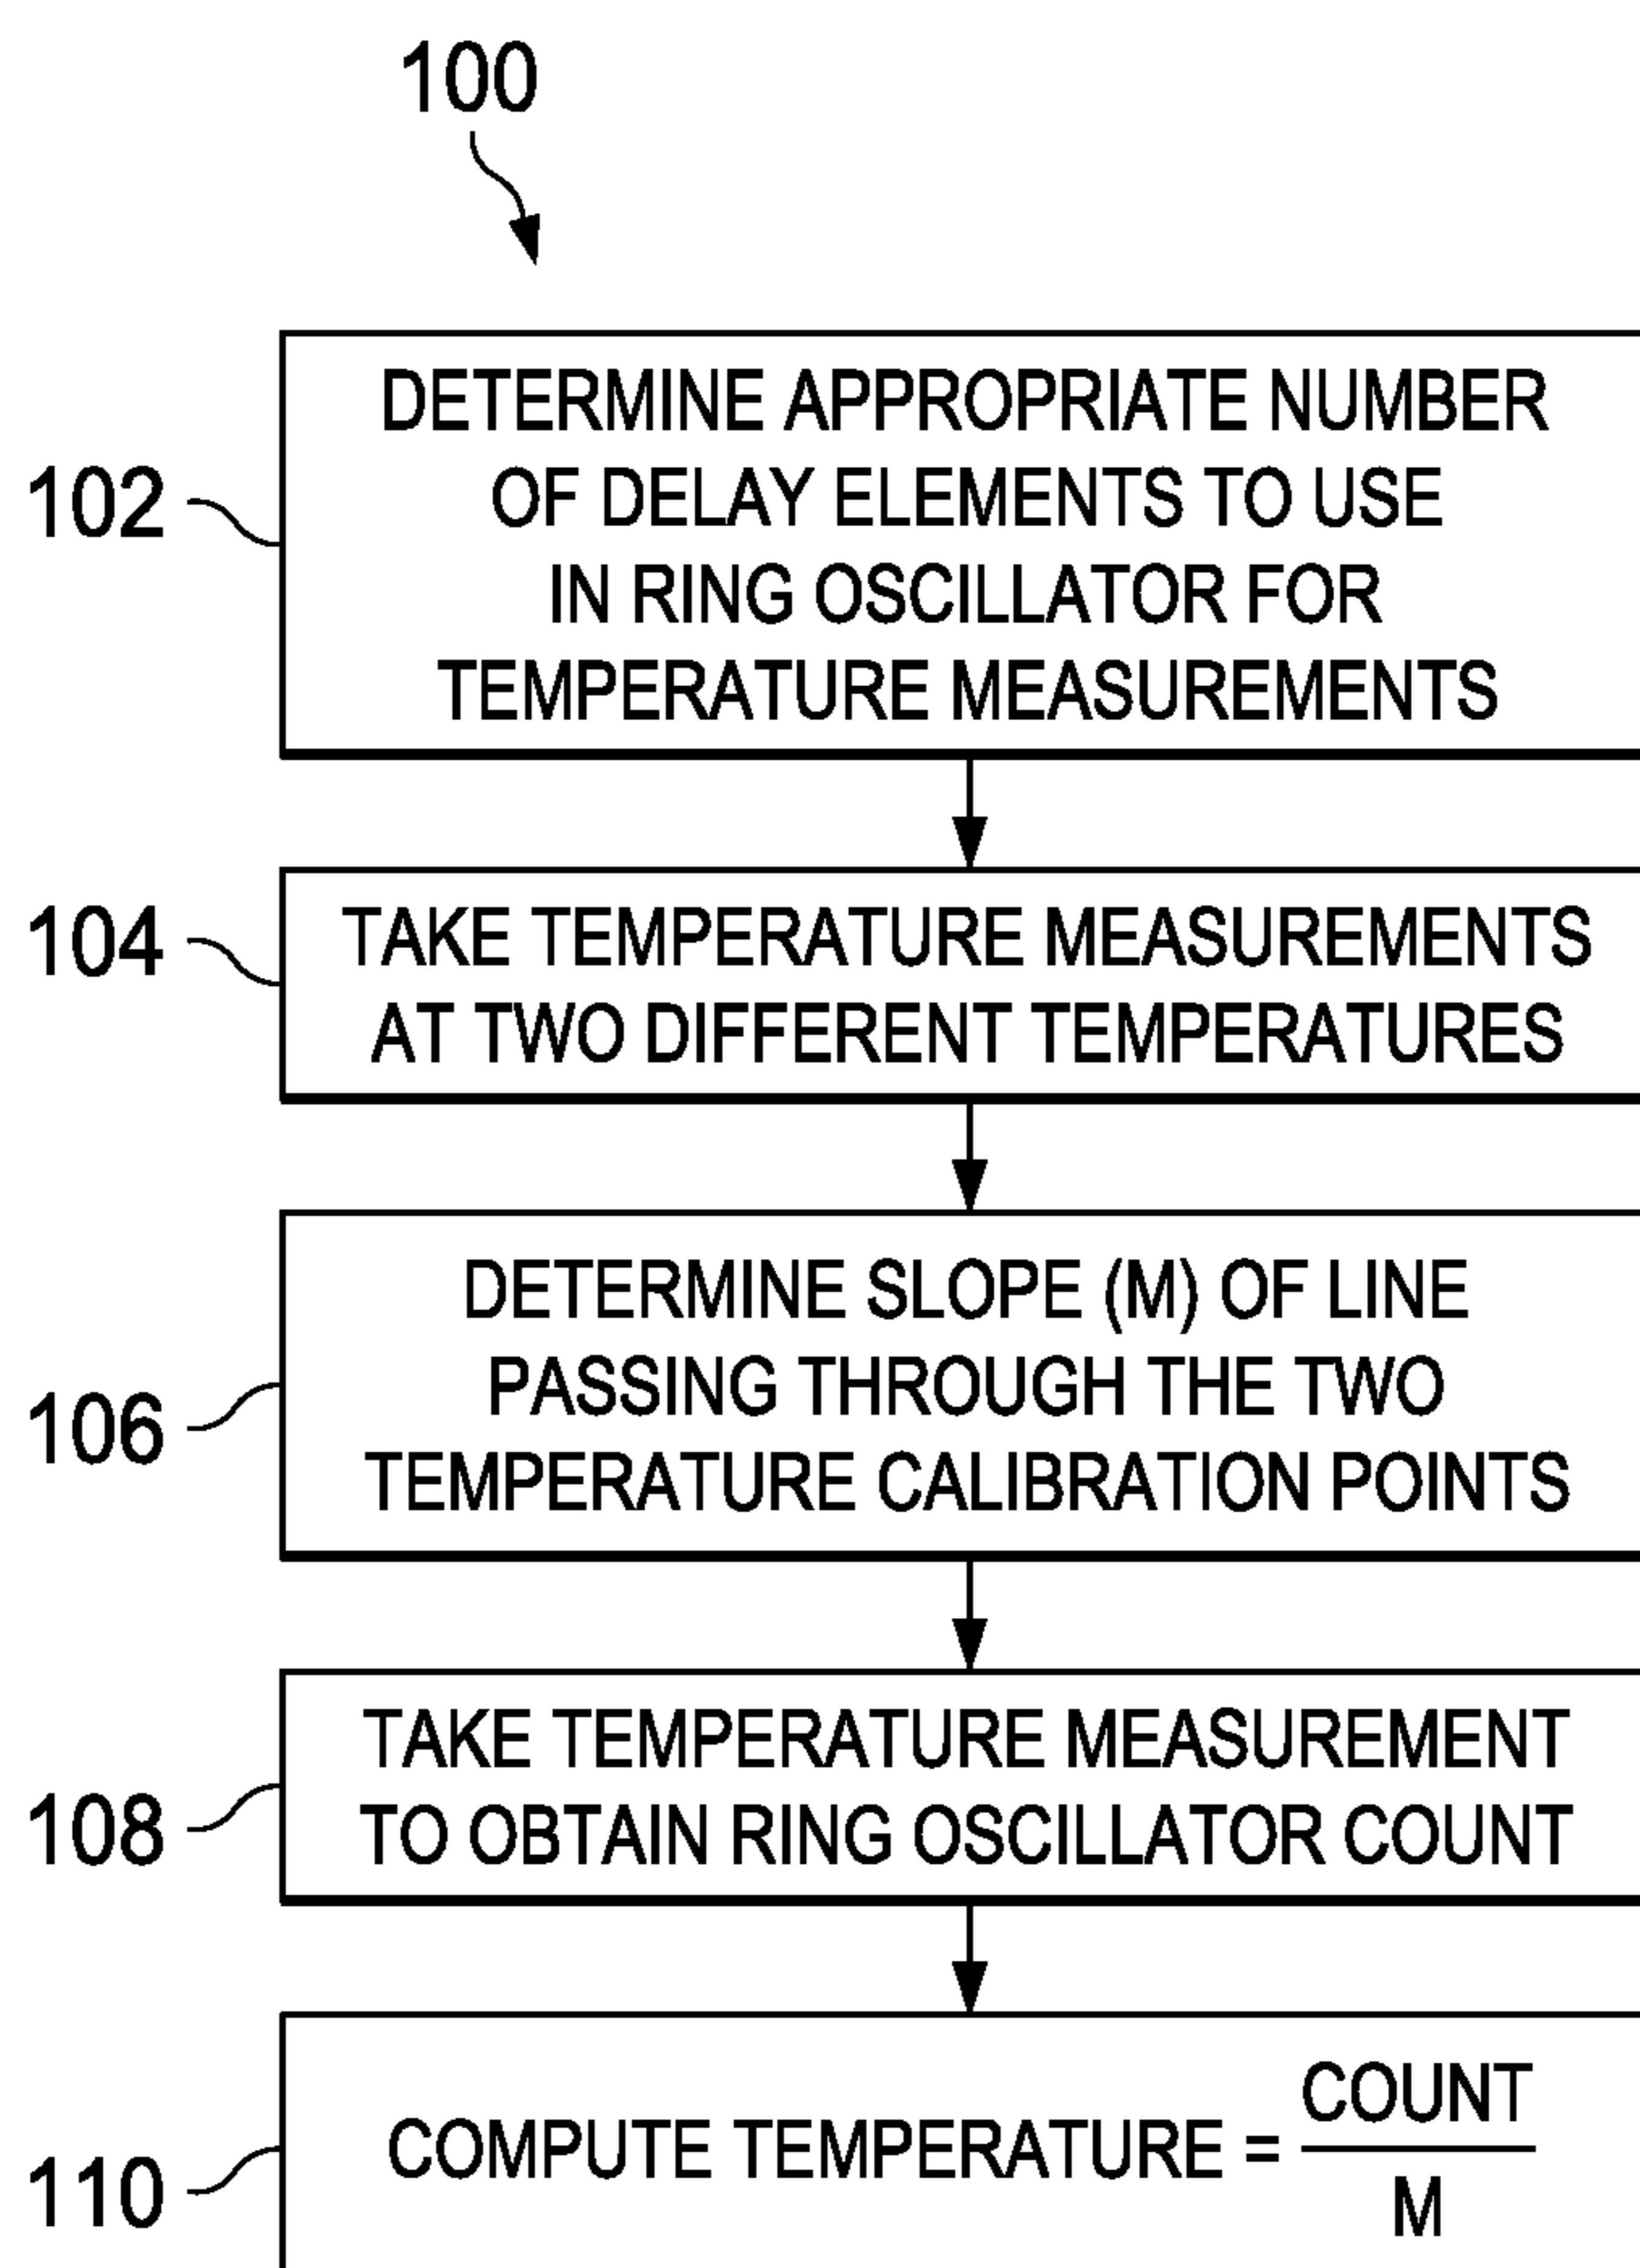 100
102
DETERMINE APPROPRIATE NUMBER
OF DELAY ELEMENTS TO USE
IN RING OSCILLATOR FOR
TEMPERATURE MEASUREMENTS
104
TAKE TEMPERATURE MEASUREMENTS
AT TWO DIFFERENT TEMPERATURES
106
DETERMINE SLOPE (M) OF LINE
PASSING THROUGH THE TWO
TEMPERATURE CALIBRATION POINTS
108
TAKE TEMPERATURE MEASUREMENT
TO OBTAIN RING OSCILLATOR COUNT
110
COMPUTE TEMPERATURE = COUNT
M